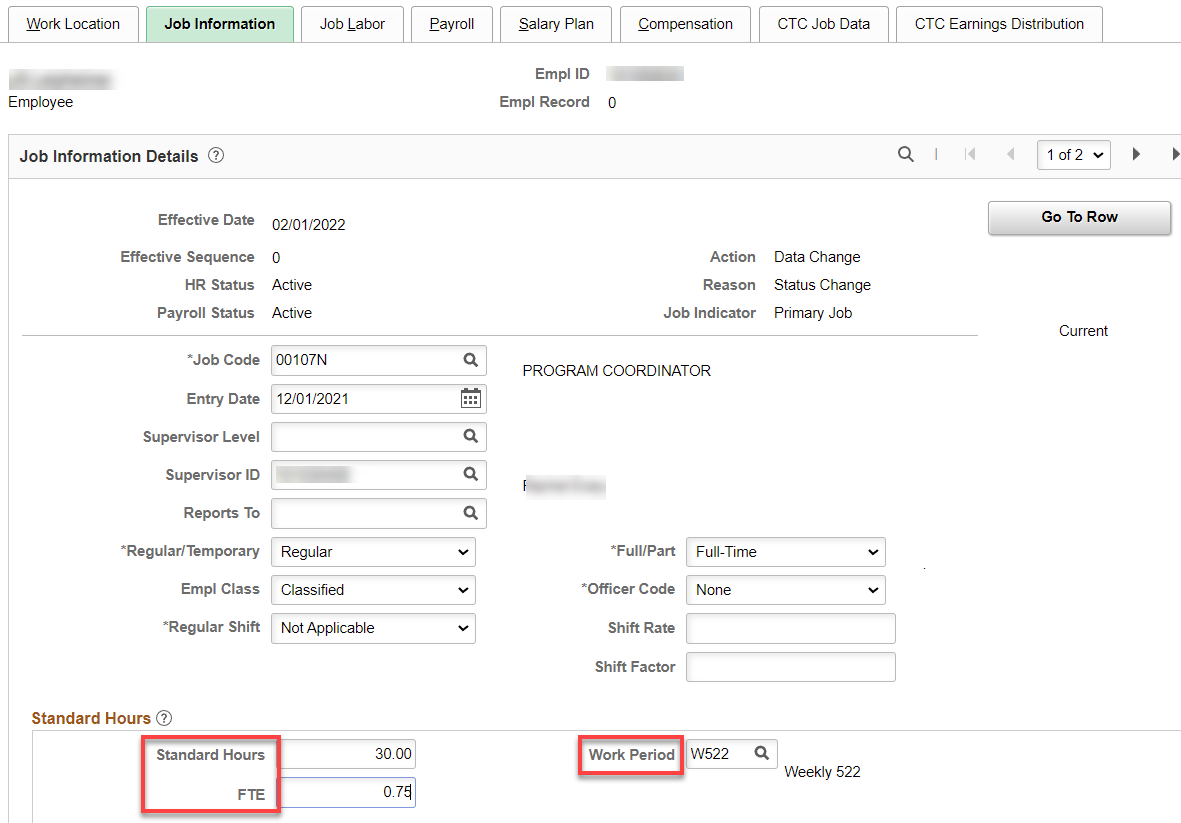 Work Location Job Information Job Labor Payroll Salary Plan Compensation CTC Job Data CTC Earnings Distribution
Empl ID
Employee Empl Record 0
Job Information Details ? 1 of 2
Go To Row
Effective Date 02/01/2022
Effective Sequence 0 Action Data Change
HR Status Active Reason Status Change
Payroll Status Active Job Indicator Primary Job
Current
*Job Code 00107N PROGRAM COORDINATOR
Entry Date 12/01/2021
Supervisor Level
Supervisor ID
Reports To
*Regular/Temporary Regular *Full/Part Full-Time
Empl Class Classified *Officer Code None
*Regular Shift Not Applicable Shift Rate
Shift Factor
Standard Hours ?
Standard Hours 30.00 Work Period W522
Weekly 522
FTE 0.75